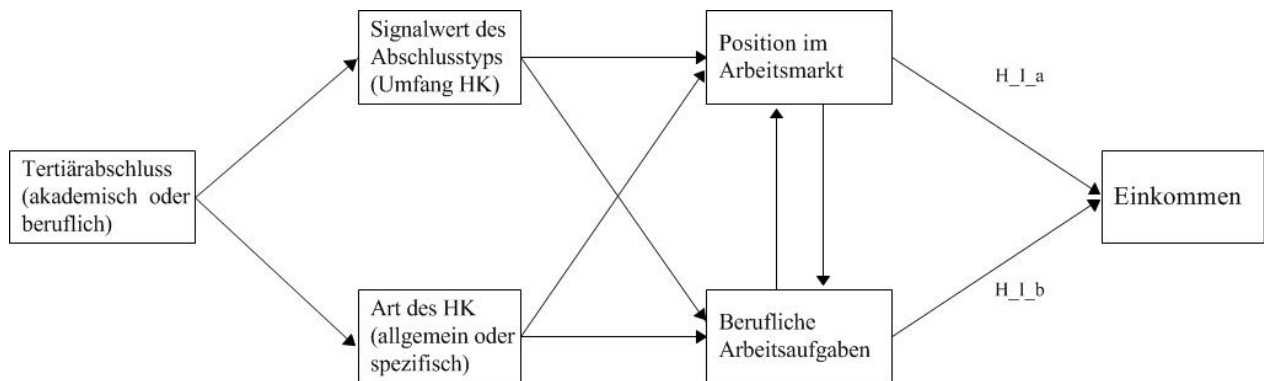 Tertiärabschluss
(akademisch oder
beruflich)
Signalwert des
Abschlusstyps
(Umfang HK)
Art des HK
(allgemein oder
spezifisch)
Position im
Arbeitsmarkt
Berufliche
Arbeitsaufgaben
H_I_a
H_I_b
Einkommen